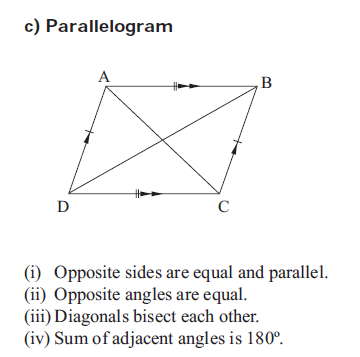 c) Parallelogram
A
B
D
C
(i) Opposite sides are equal and parallel.
(ii) Opposite angles are equal.
(iii) Diagonals bisect each other.
(iv) Sum of adjacent angles is 180º.